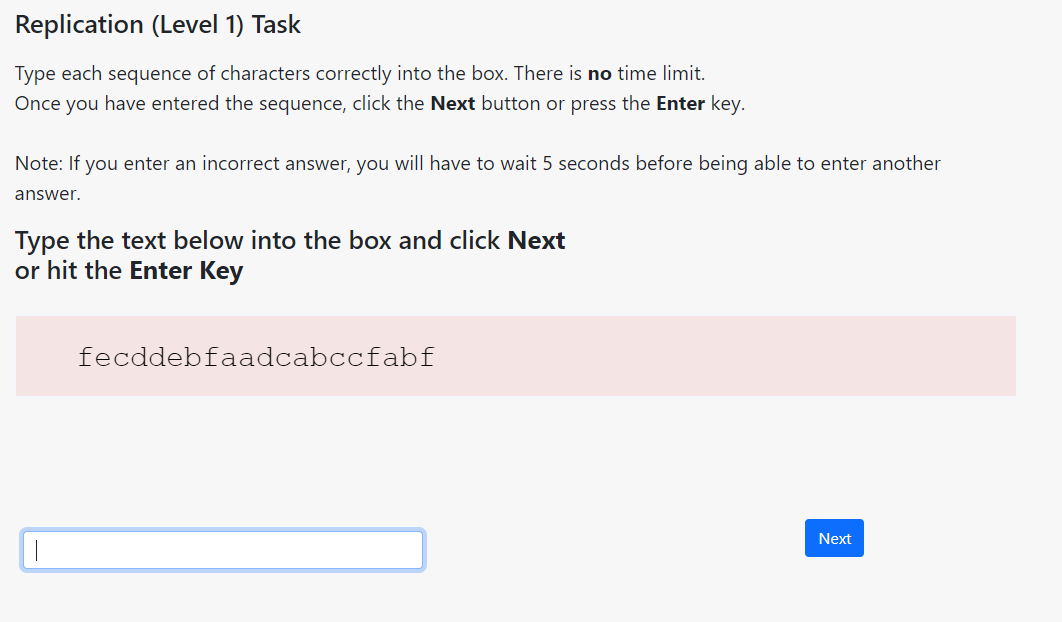 Replication (Level 1) Task
Type each sequence of characters correctly into the box. There is no time limit.
Once you have entered the sequence, click the Next button or press the Enter key.
Note: If you enter an incorrect answer, you will have to wait 5 seconds before being able to enter another
answer.
Type the text below into the box and click Next
or hit the Enter Key
fecddebfaadcabccfabf
Next